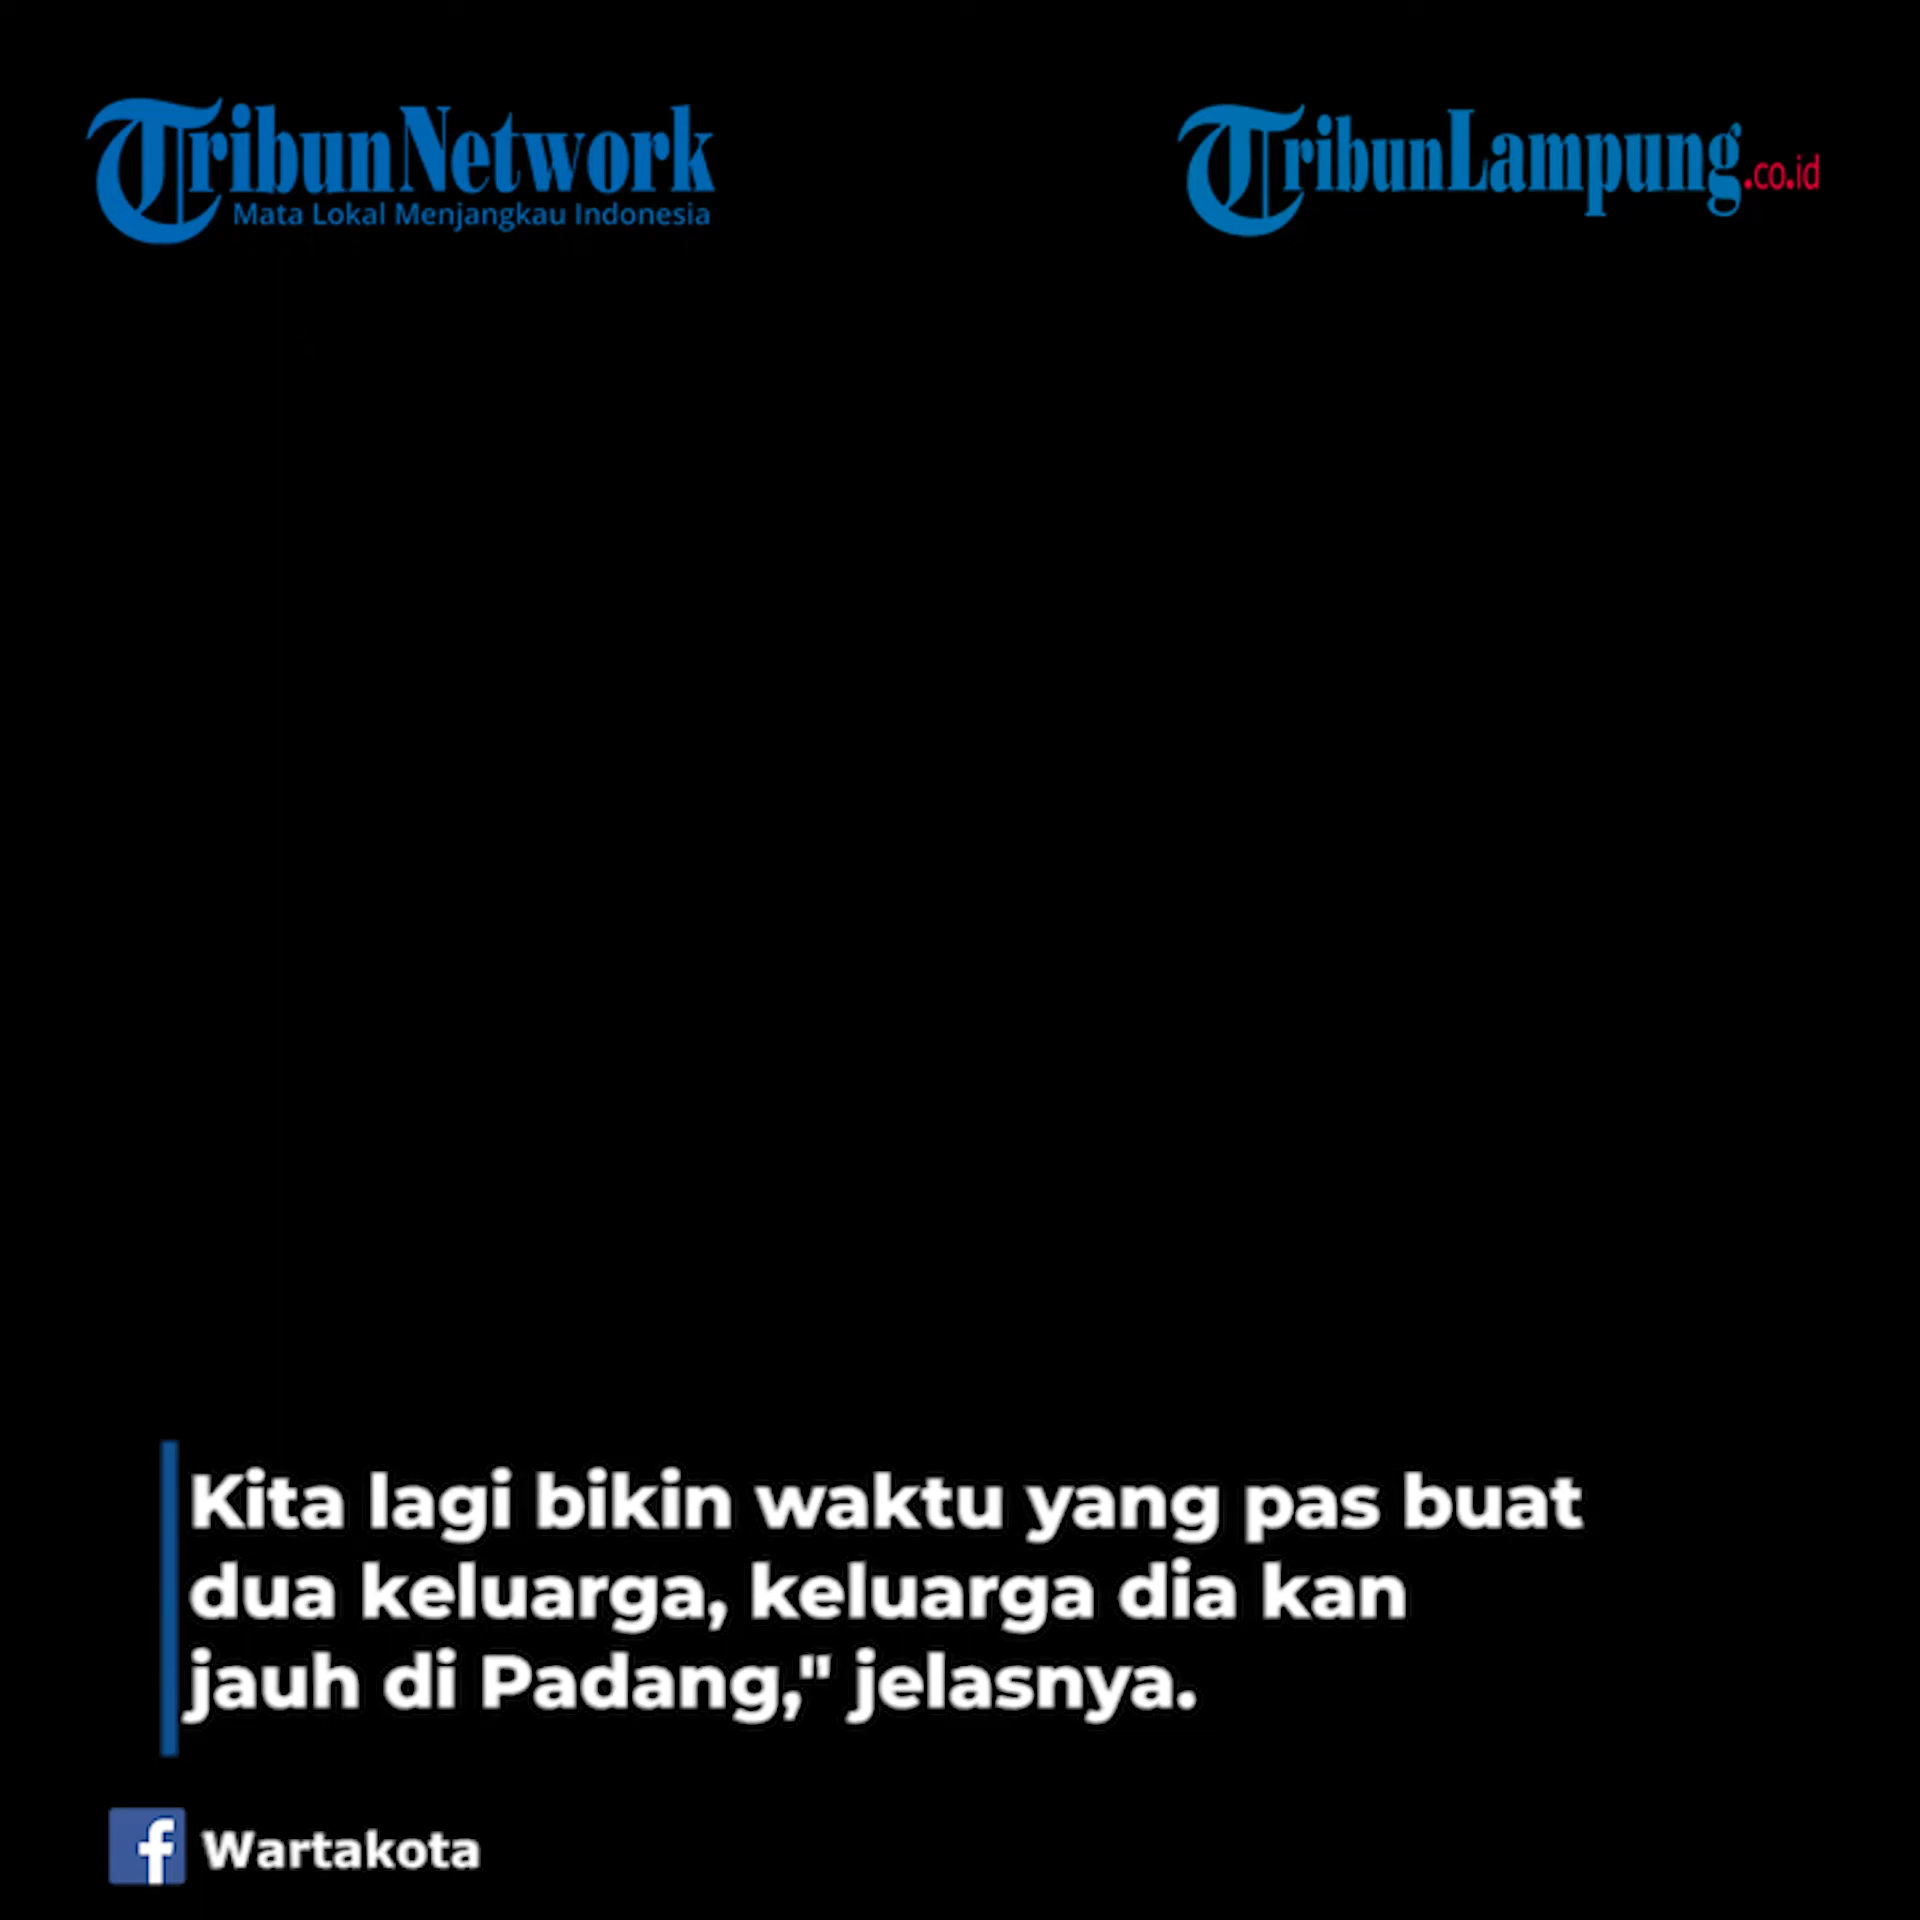 TribunNetwork
Mata Lokal Menjangkau Indonesia
TribunLampung.co.id
Kita lagi bikin waktu yang pas buat
dua keluarga, keluarga dia kan
jauh di Padang," jelasnya.
f Wartakota